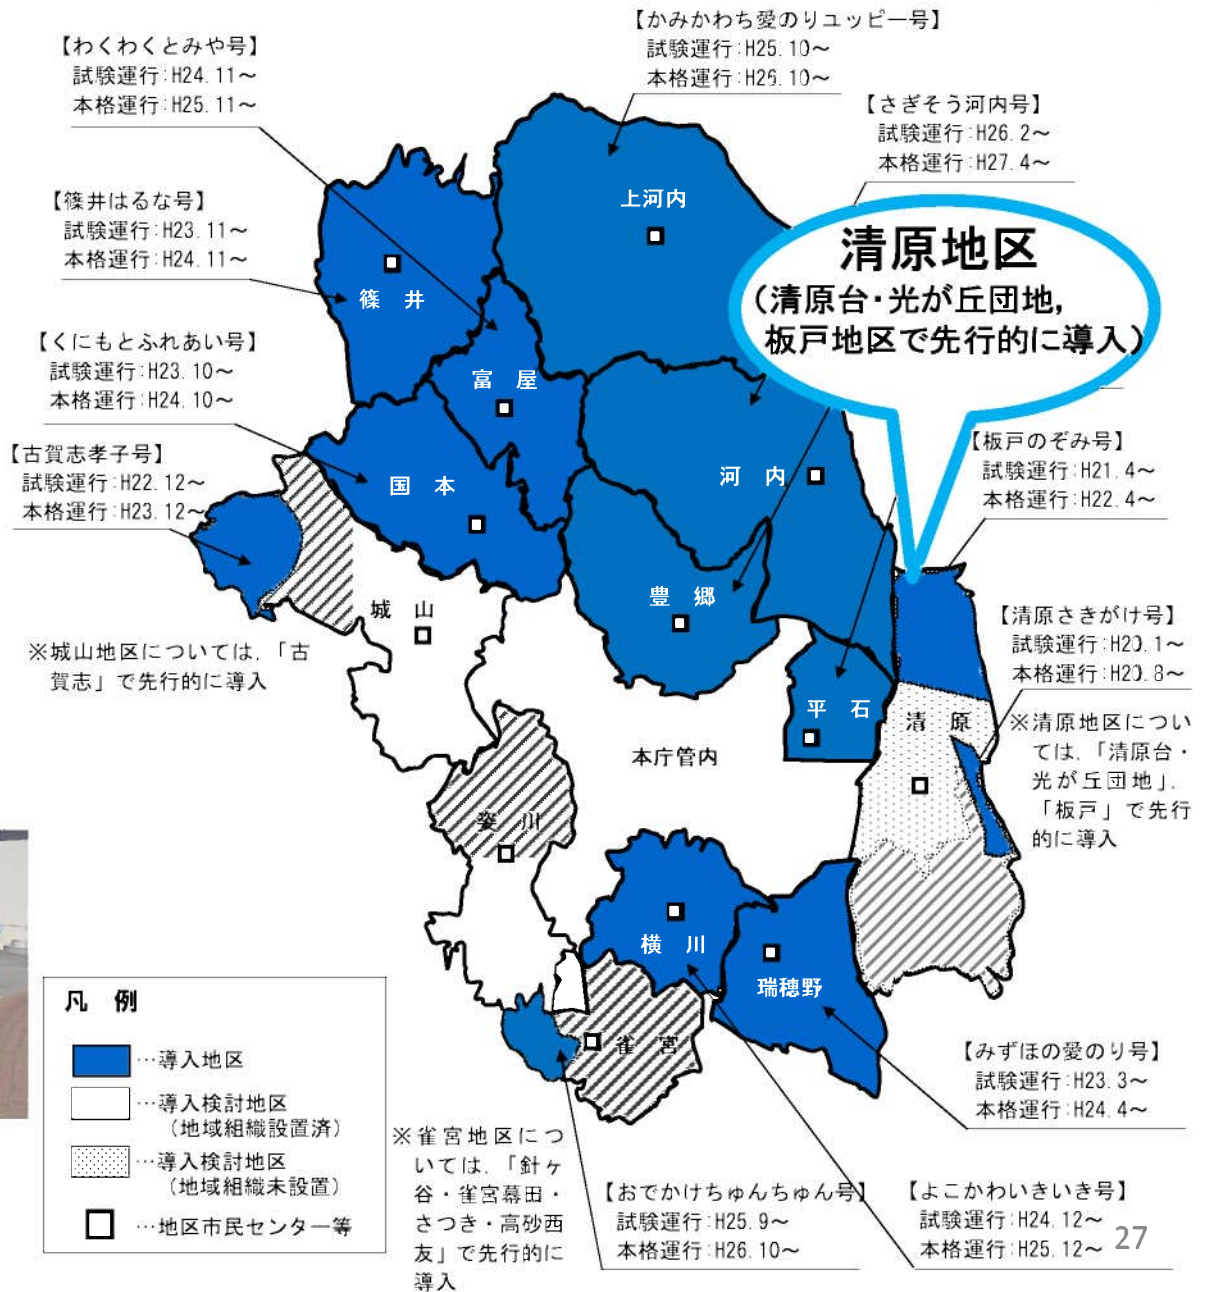 【わくわくとみや号】
試験運行:H24.11～
本格運行:H25.11～
【かみかわち愛のりユッピー号】
試験運行:H25.10～
本格運行:H26.10～
【さぎそう河内号】
試験運行:H26.2～
本格運行:H27.4～
【篠井はるな号】
試験運行:H23.11～
本格運行:H24.11～
【くにもとふれあい号】
試験運行:H23.10～
本格運行:H24.10～
【古賀志孝子号】
試験運行:H22.12～
本格運行:H23.12～
※城山地区については,「古
賀志」で先行的に導入
清原地区
(清原台・光が丘団地,
板戸地区で先行的に導入)
【板戸のぞみ号】
試験運行:H21.4～
本格運行:H22.4～
【清原さきがけ号】
試験運行:H20.1～
本格運行:H20.8～
※清原地区につい
ては,「清原台・
光が丘団地」,
「板戸」で先行
的に導入
上河内
篠 井
富 屋
国 本
河 内
豊 郷
城 山
平 石
清 原
本庁管内
姿 川
横 川
瑞穂野
雀 宮
凡 例
…導入地区
…導入検討地区
(地域組織設置済)
…導入検討地区
(地域組織未設置)
…地区市民センター等
※雀宮地区につ
いては,「針ヶ
谷・雀宮幕田・
さつき・高砂西
友」で先行的に
導入
【みずほの愛のり号】
試験運行:H23.3～
本格運行:H24.4～
【おでかけちゅんちゅん号】
試験運行:H25.9～
本格運行:H26.10～
【よこかわいきいき号】
試験運行:H24.12～
本格運行:H25.12～
27